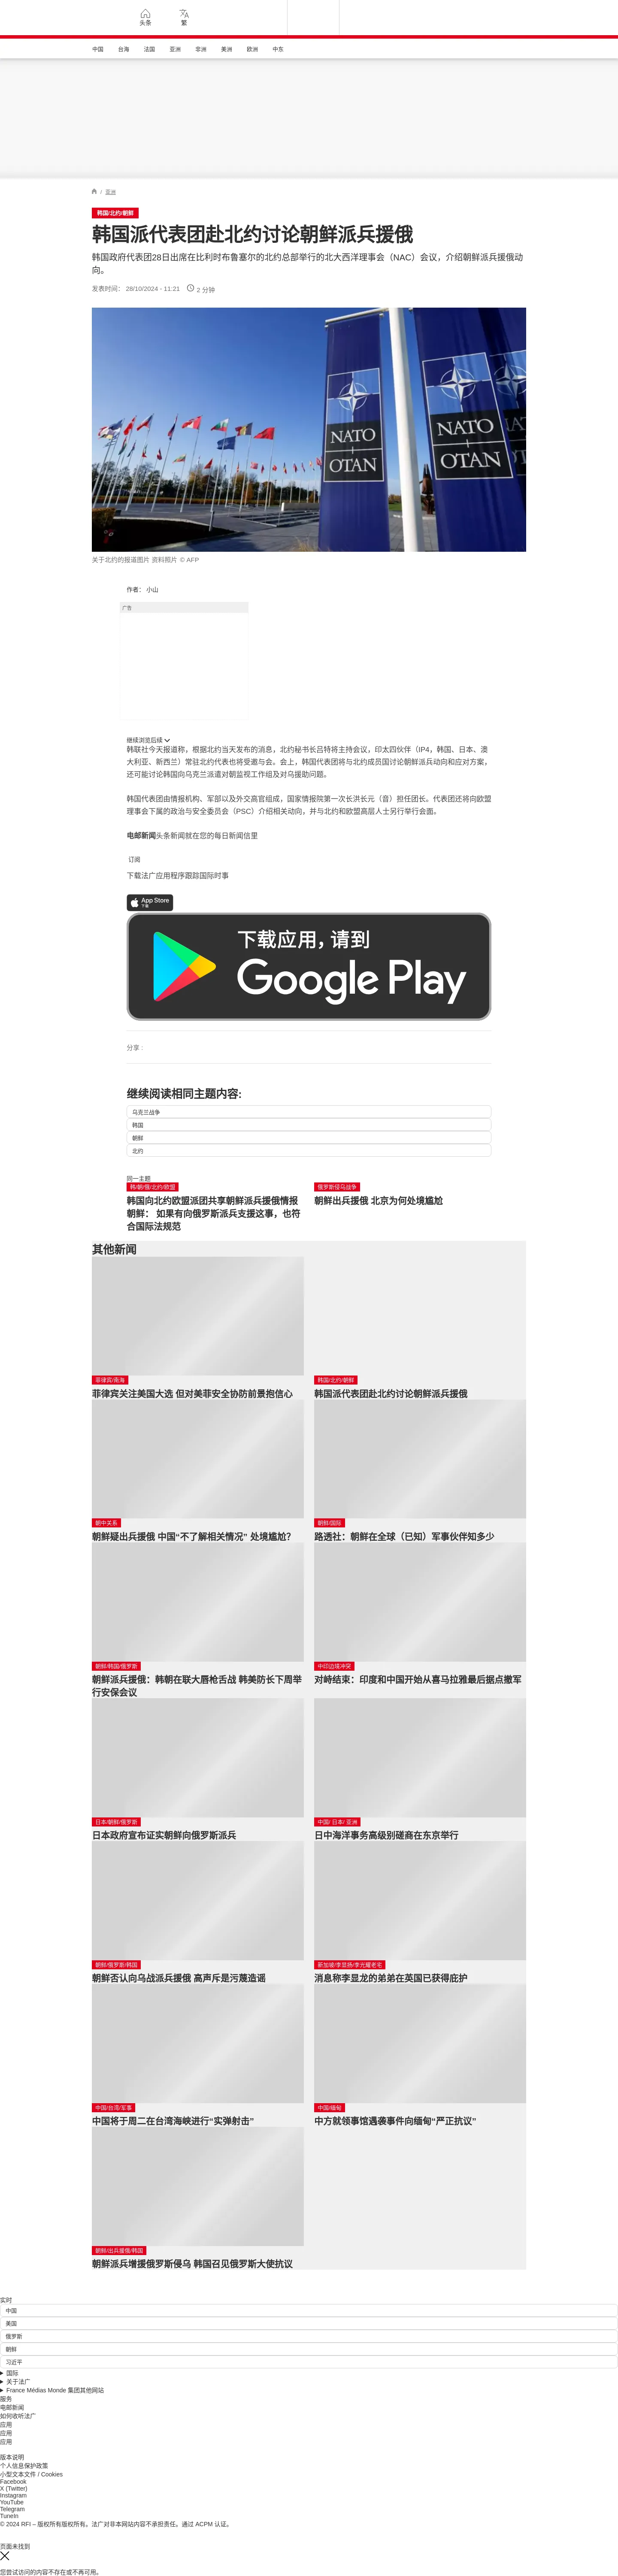 头条
繁
中国
台海
法国
亚洲
非洲
美洲
欧洲
中东
/ 亚洲
韩国/北约/朝鲜
韩国派代表团赴北约讨论朝鲜派兵援俄
韩国政府代表团28日出席在比利时布鲁塞尔的北约总部举行的北大西洋理事会（NAC）会议，介绍朝鲜派兵援俄动
向。
发表时间： 28/10/2024 - 11:21
2 分钟
NATO
OTAN
NATO
OTAN
关于北约的报道图片 资料照片 © AFP
作者： 小山
广告
继续浏览后续
韩联社今天报道称，根据北约当天发布的消息，北约秘书长吕特将主持会议，印太四伙伴（IP4，韩国、日本、澳
大利亚、新西兰）常驻北约代表也将受邀与会。会上，韩国代表团将与北约成员国讨论朝鲜派兵动向和应对方案，
还可能讨论韩国向乌克兰派遣对朝监视工作组及对乌援助问题。
韩国代表团由情报机构、军部以及外交高官组成，国家情报院第一次长洪长元（音）担任团长。代表团还将向欧盟
理事会下属的政治与安全委员会（PSC）介绍相关动向，并与北约和欧盟高层人士另行举行会面。
电邮新闻头条新闻就在您的每日新闻信里
订阅
下载法广应用程序跟踪国际时事
App Store
下载
下载应用，请到
Google Play
分享 :
继续阅读相同主题内容:
乌克兰战争
韩国
朝鲜
北约
同一主题
韩/朝/俄/北约/欧盟
韩国向北约欧盟派团共享朝鲜派兵援俄情报
朝鲜： 如果有向俄罗斯派兵支援这事，也符
合国际法规范
俄罗斯侵乌战争
朝鲜出兵援俄 北京为何处境尴尬
其他新闻
菲律宾/南海
菲律宾关注美国大选 但对美菲安全协防前景抱信心
韩国/北约/朝鲜
韩国派代表团赴北约讨论朝鲜派兵援俄
朝中关系
朝鲜疑出兵援俄 中国“不了解相关情况” 处境尴尬？
朝鲜/国际
路透社：朝鲜在全球（已知）军事伙伴知多少
朝鲜/韩国/俄罗斯
朝鲜派兵援俄：韩朝在联大唇枪舌战 韩美防长下周举
行安保会议
中印边境冲突
对峙结束：印度和中国开始从喜马拉雅最后据点撤军
日本/朝鲜/俄罗斯
日本政府宣布证实朝鲜向俄罗斯派兵
中国/ 日本/ 亚洲
日中海洋事务高级别磋商在东京举行
朝鲜/俄罗斯/韩国
朝鲜否认向乌战派兵援俄 高声斥是污蔑造谣
新加坡/李显扬/李光耀老宅
消息称李显龙的弟弟在英国已获得庇护
中国/台湾/军事
中国将于周二在台湾海峡进行“实弹射击”
中国/缅甸
中方就领事馆遇袭事件向缅甸“严正抗议”
朝鲜/出兵援俄/韩国
朝鲜派兵增援俄罗斯侵乌 韩国召见俄罗斯大使抗议
实时
中国
美国
俄罗斯
朝鲜
习近平
国际
关于法广
France Médias Monde 集团其他网站
服务
电邮新闻
如何收听法广
应用
应用
应用
版本说明
个人信息保护政策
小型文本文件 / Cookies
Facebook
X (Twitter)
Instagram
YouTube
Telegram
TuneIn
© 2024 RFI – 版权所有版权所有。法广对非本网站内容不承担责任。通过 ACPM 认证。
页面未找到
您尝试访问的内容不存在或不再可用。